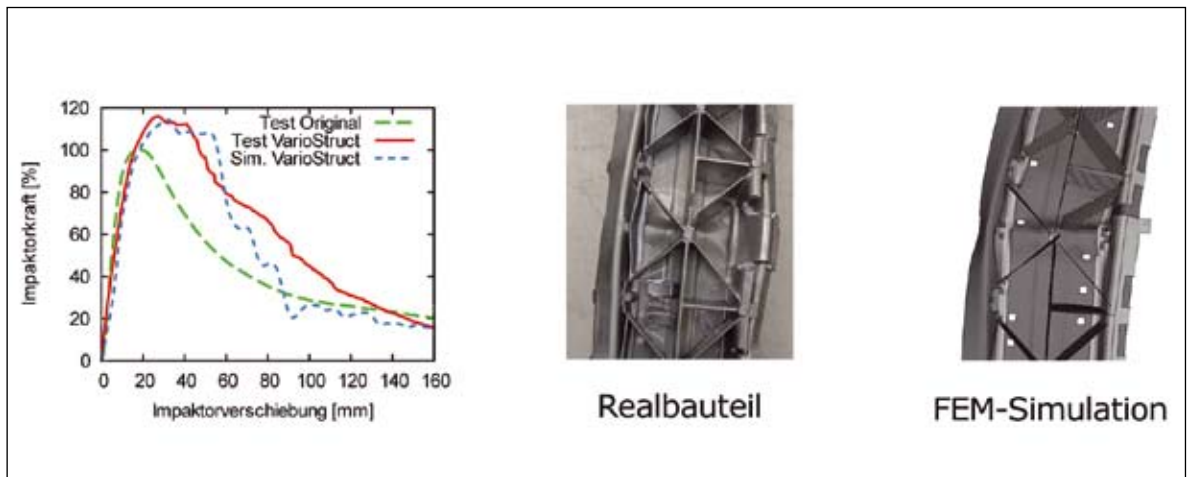 120
100
80
60
40
20
0
Impaktorkraft [%]
Test Original
Test VarioStruct
Sim. VarioStruct
0 20 40 60 80 100 120 140 160
Impaktorverschiebung [mm]
Realbauteil
FEM-Simulation